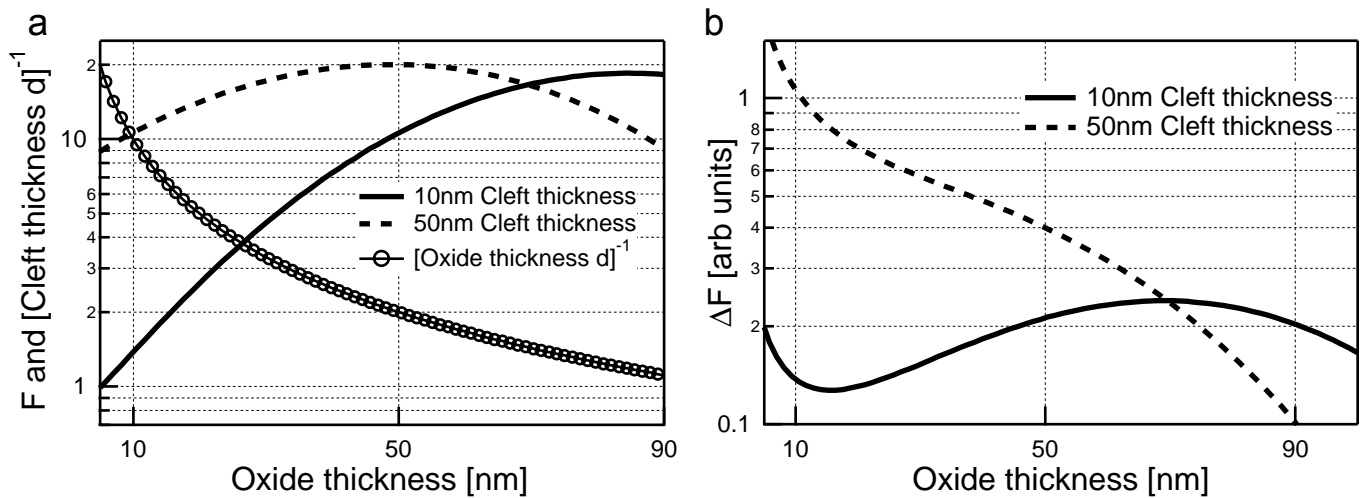 a
F and [Cleft thickness d]⁻¹
2
10
6
5
4
3
2
1
10nm Cleft thickness
50nm Cleft thickness
[Oxide thickness d]⁻¹
10
50
90
Oxide thickness [nm]
b
ΔF [arb units]
1
8
7
6
5
4
3
2
0.1
10nm Cleft thickness
50nm Cleft thickness
10
50
90
Oxide thickness [nm]